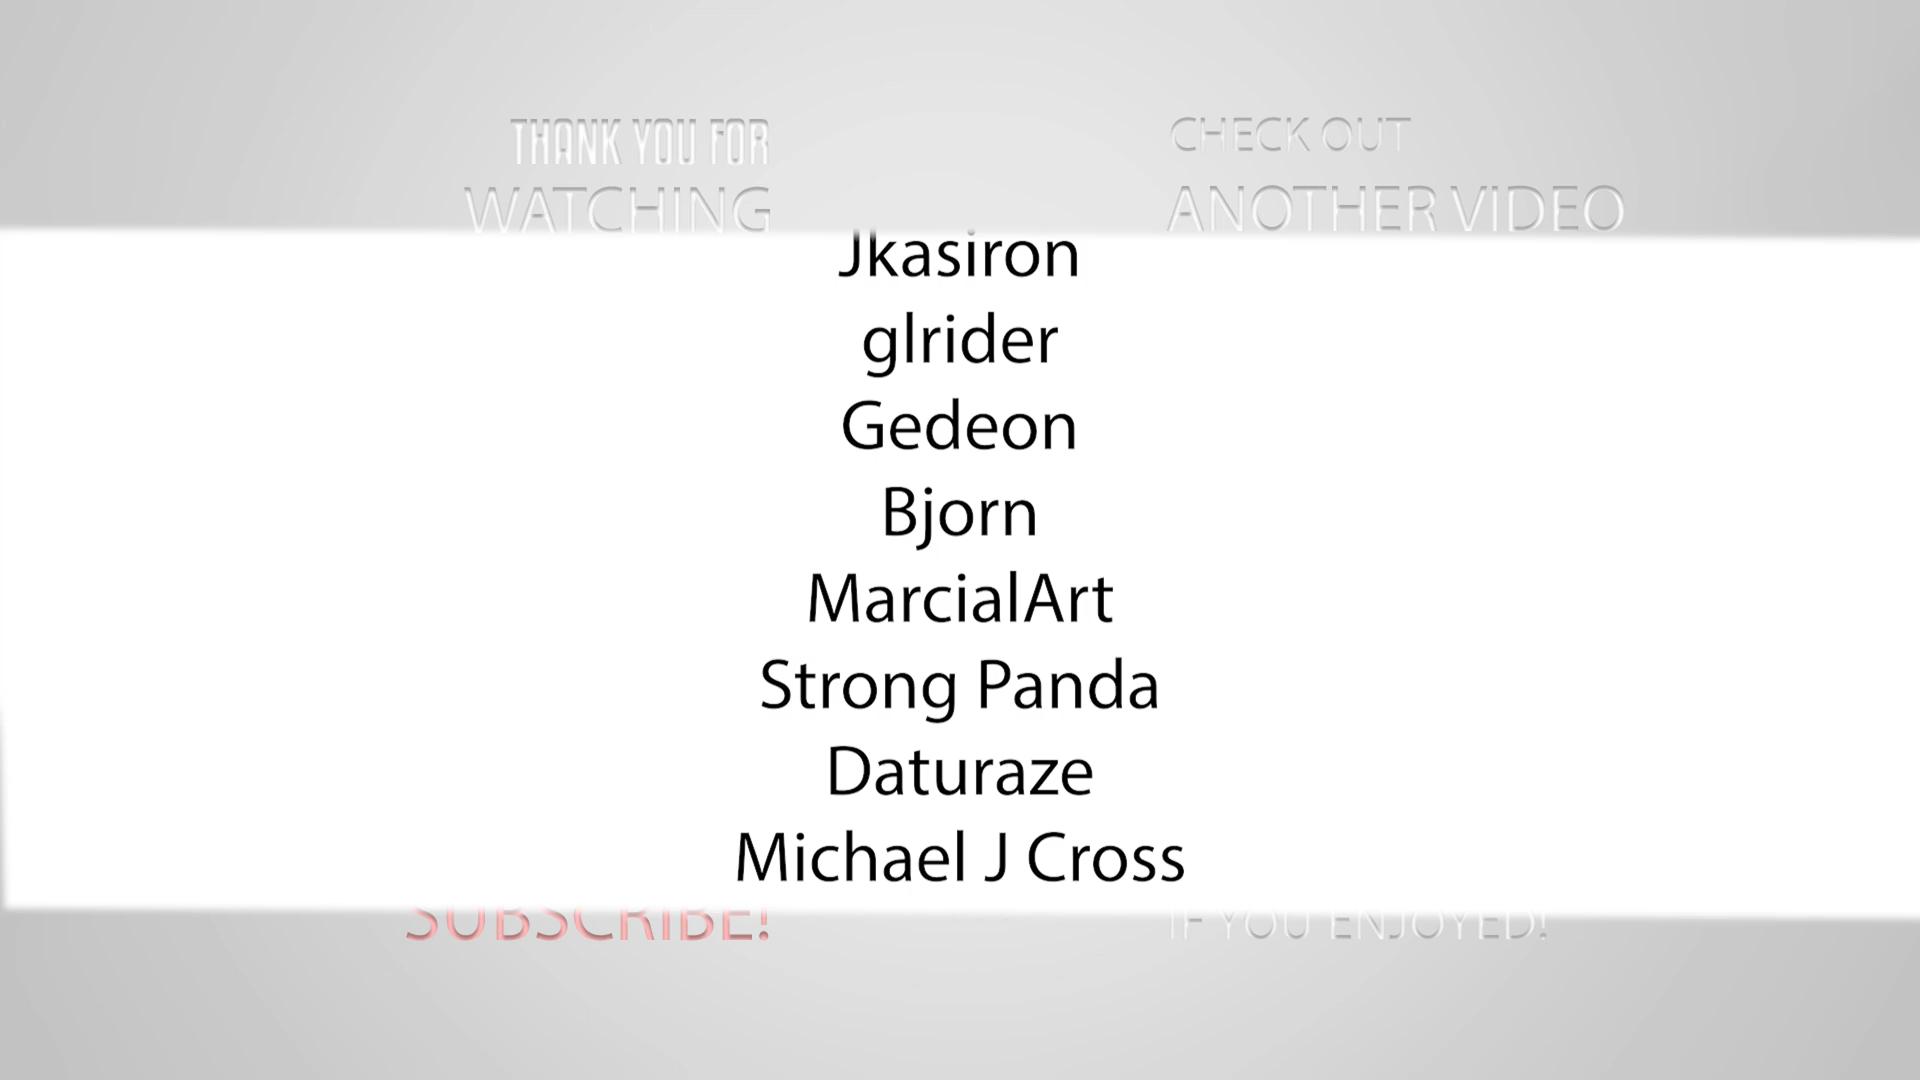 THANK YOU FOR
WATCHING
CHECK OUT
ANOTHER VIDEO
Jkasiron
glrider
Gedeon
Bjorn
MarcialArt
Strong Panda
Daturaze
Michael J Cross
SUBSCRIBE!
IF YOU ENJOYED!